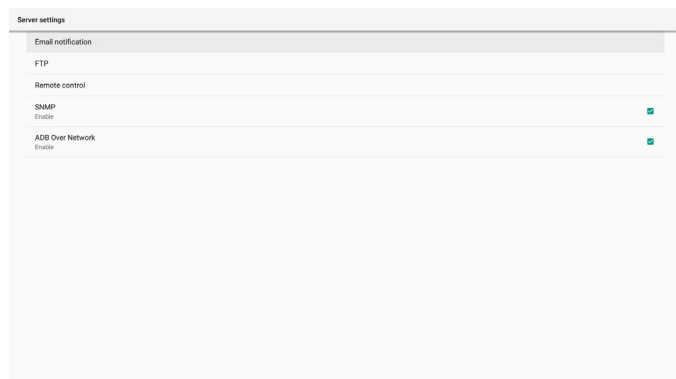 Server settings
Email notification
FTP
Remote control
SNMP
Enable
ADB Over Network
Enable